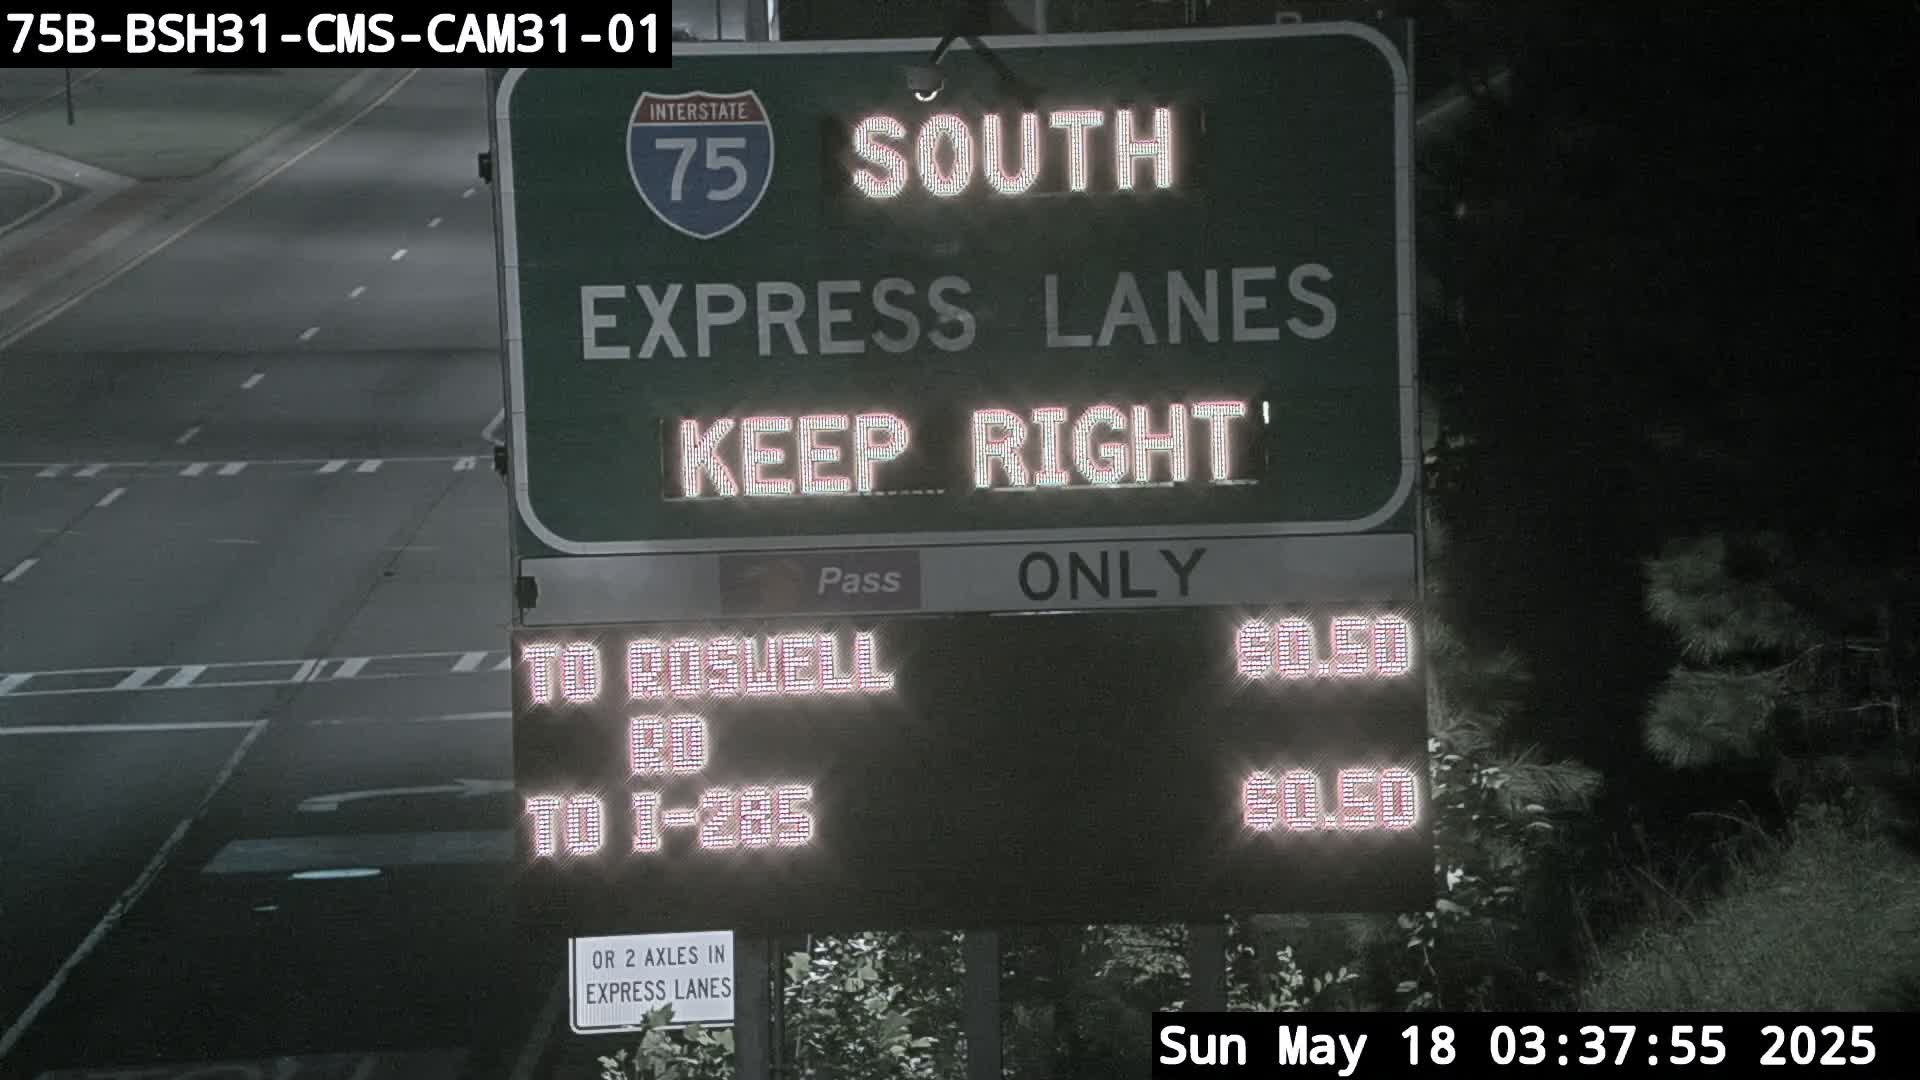 75B-BSH31-CMS-CAM31-01
INTERSTATE
75
SOUTH
EXPRESS LANES
KEEP RIGHT
Pass ONLY
TO ROSWELL $0.50
RD
TO I-285 $0.50
OR 2 AXLES IN
EXPRESS LANES
Sun May 18 03:37:55 2025